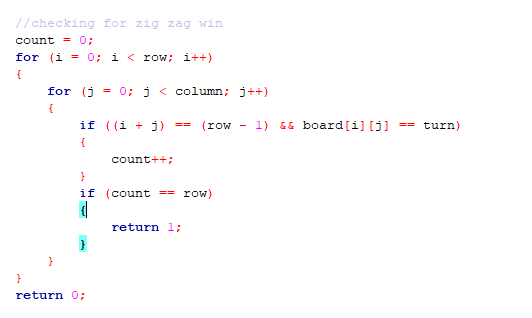 //checking for zig zag win
count = 0;
for (i = 0; i < row; i++)
{
    for (j = 0; j < column; j++)
    {
        if ((i + j) == (row - 1) && board[i][j] == turn)
        {
            count++;
        }
        if (count == row)
        {
            return 1;
        }
    }
}
return 0;